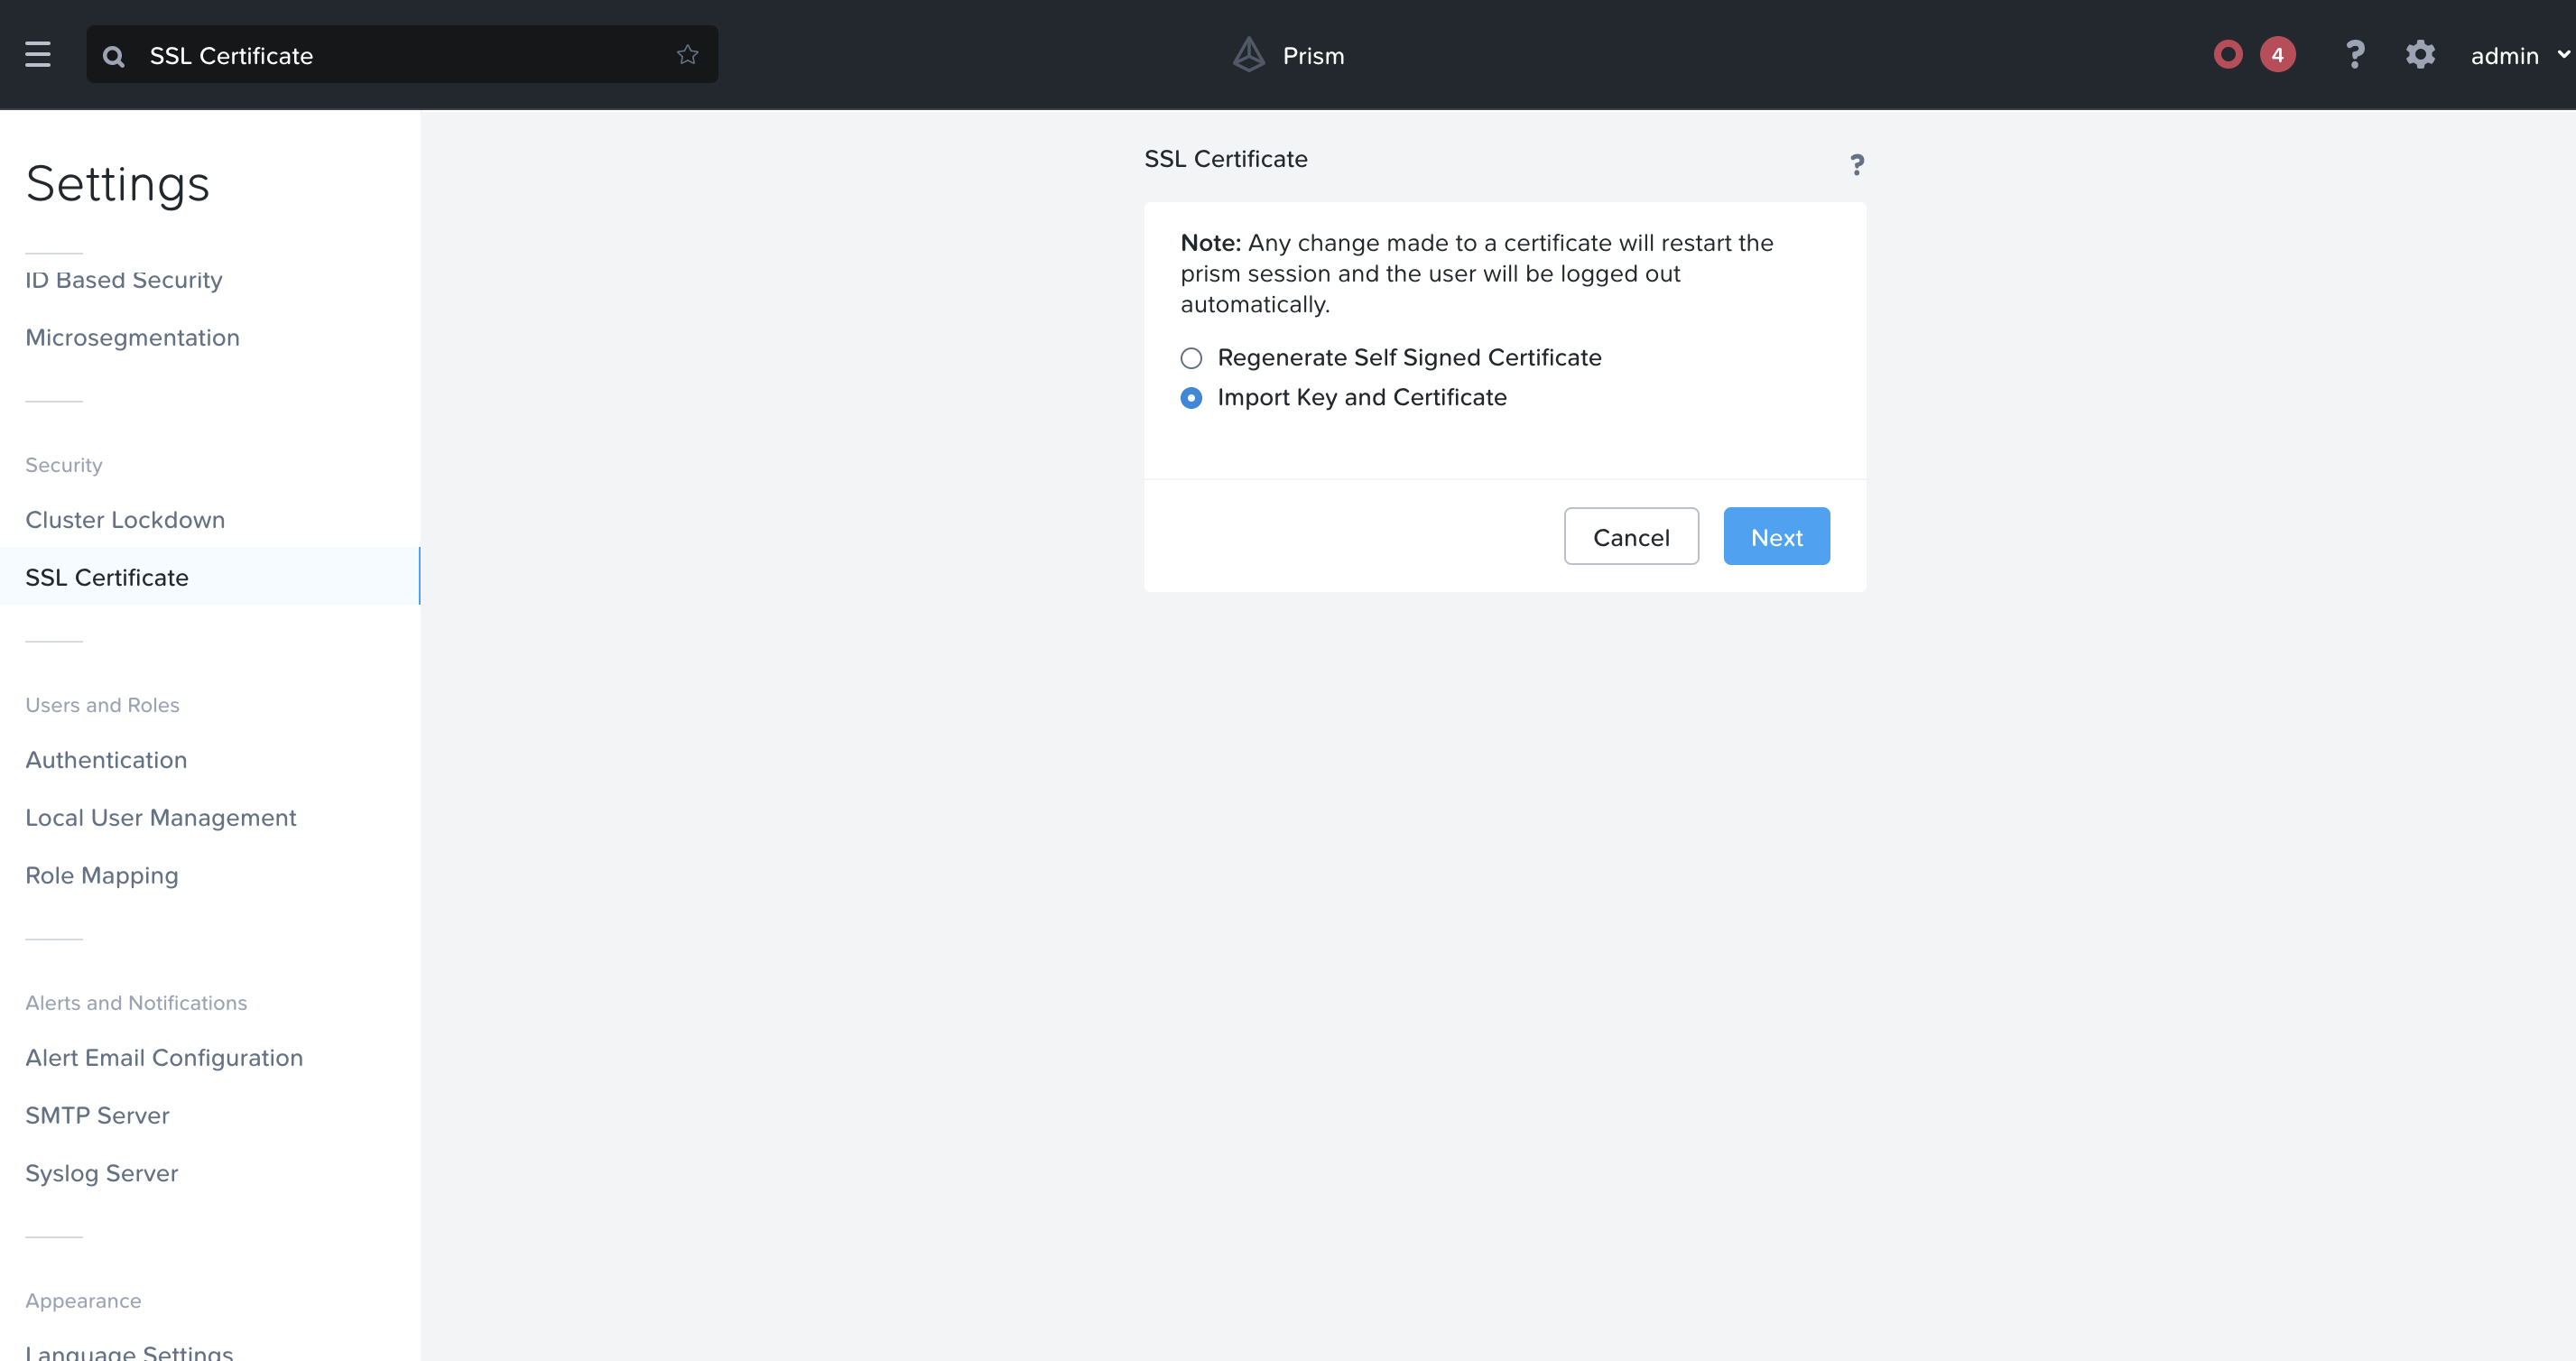 SSL Certificate
Prism
4
?
admin
Settings
ID Based Security
Microsegmentation
Security
Cluster Lockdown
SSL Certificate
Users and Roles
Authentication
Local User Management
Role Mapping
Alerts and Notifications
Alert Email Configuration
SMTP Server
Syslog Server
Appearance
Language Settings
SSL Certificate
?
Note: Any change made to a certificate will restart the
prism session and the user will be logged out
automatically.
Regenerate Self Signed Certificate
Import Key and Certificate
Cancel
Next